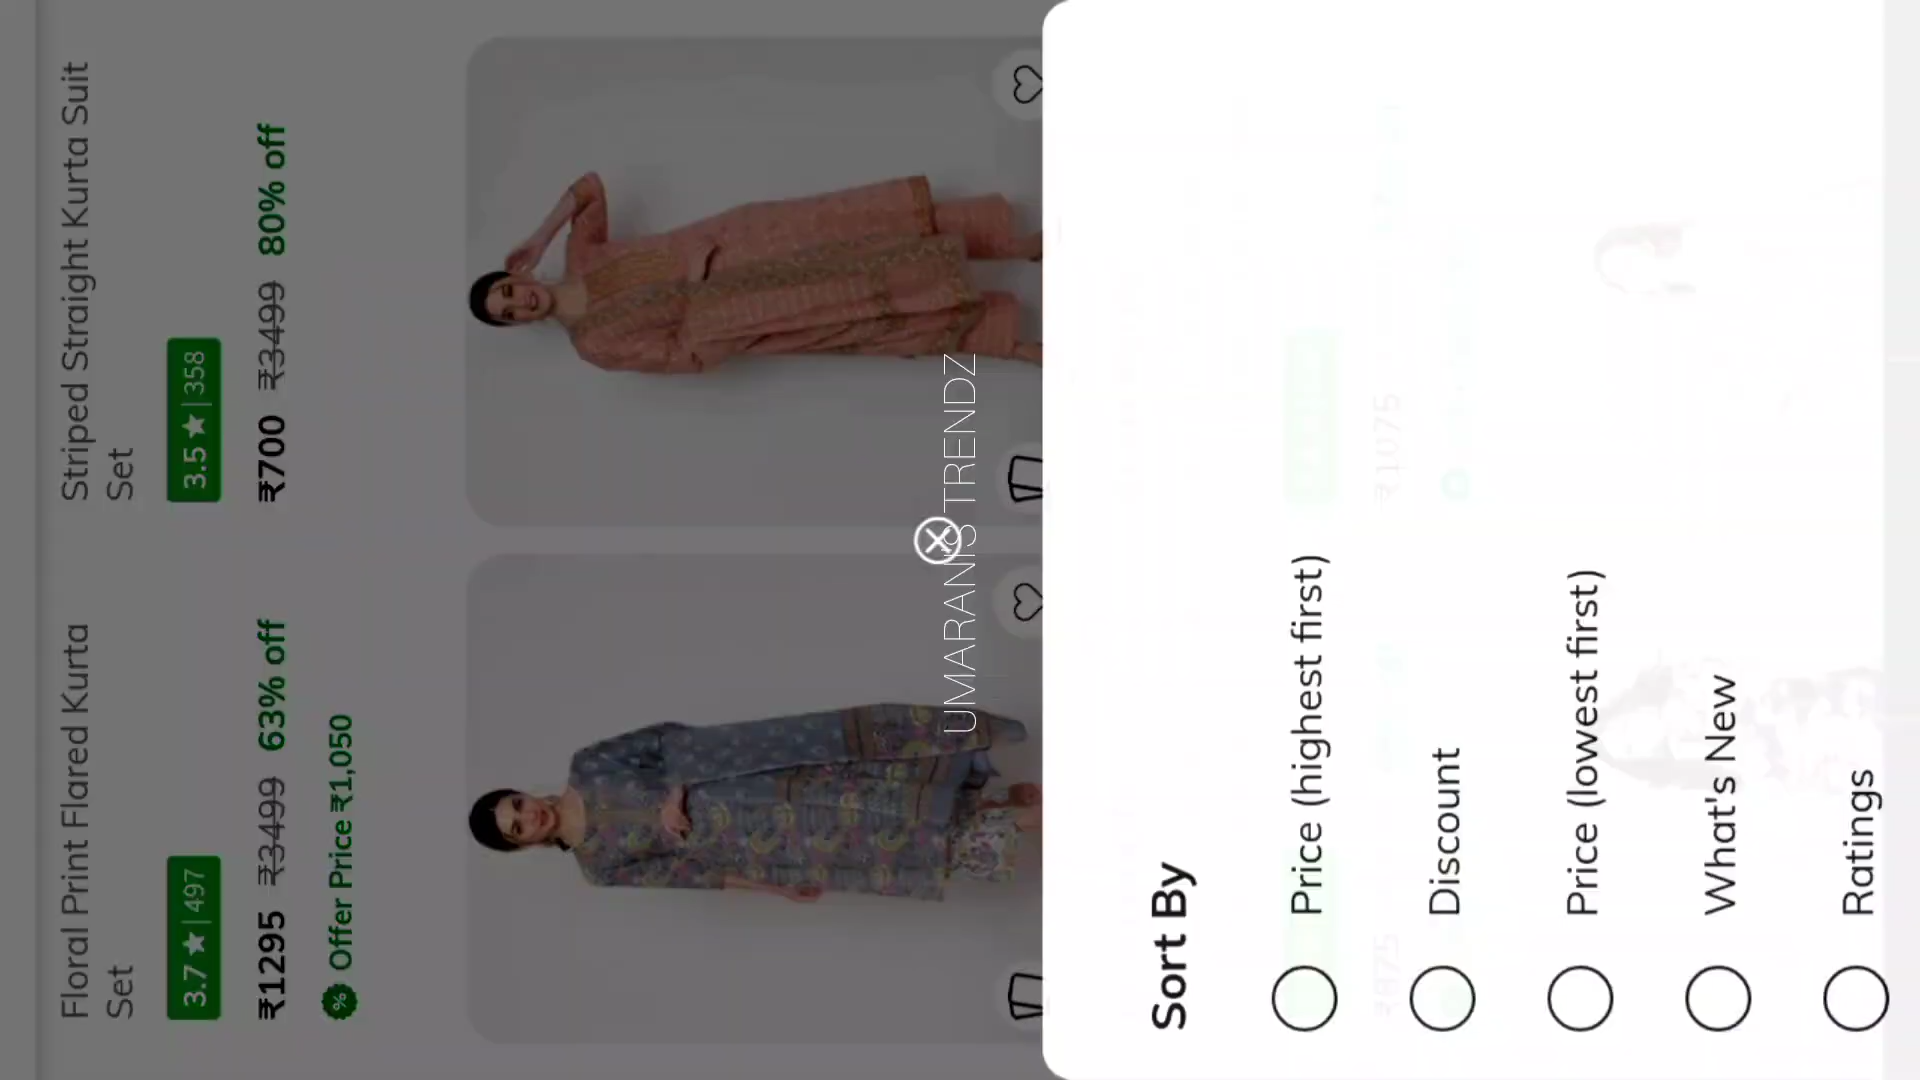 Floral Print Flared Kurta
Set
3.7 ★ | 497
₹1295 ₹3499 63% off
Offer Price ₹1,050
Striped Straight Kurta Suit
Set
3.5 ★ | 358
₹700 ₹3499 80% off
UMARANIS TRENDZ
Sort By
Price (highest first)
Discount
Price (lowest first)
What's New
Ratings